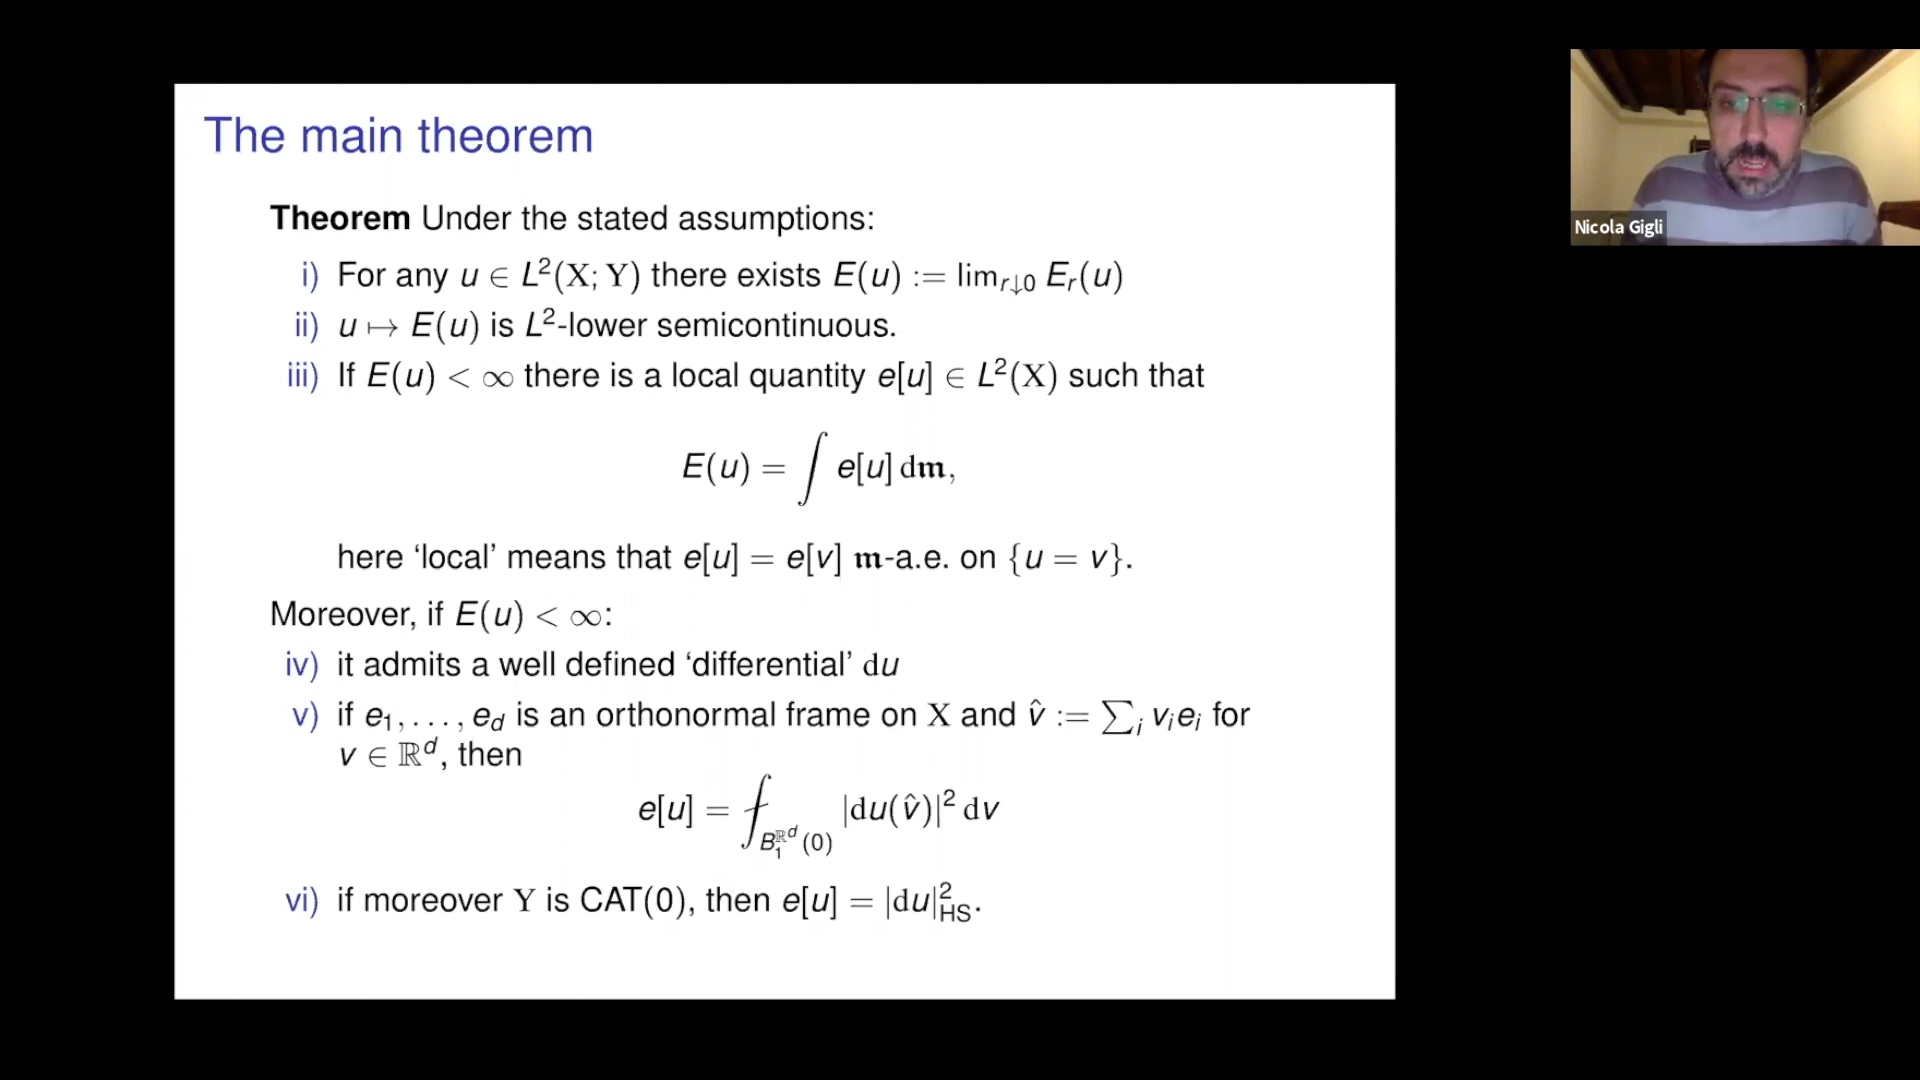 The main theorem
Theorem Under the stated assumptions:
i) For any u ∈ L²(X; Y) there exists E(u) := lim_{r↓0} E_r(u)
ii) u ↦ E(u) is L²-lower semicontinuous.
iii) If E(u) < ∞ there is a local quantity e[u] ∈ L²(X) such that
E(u) = ∫ e[u] d𝔪,
here ‘local’ means that e[u] = e[v] 𝔪-a.e. on {u = v}.
Moreover, if E(u) < ∞:
iv) it admits a well defined ‘differential’ du
v) if e₁, . . . , e_d is an orthonormal frame on X and v̂ := ∑_i v_i e_i for
v ∈ ℝ^d, then
e[u] = ⨍_{B_1^{ℝ^d}(0)} |du(v̂)|² dv
vi) if moreover Y is CAT(0), then e[u] = |du|²_HS.
Nicola Gigli